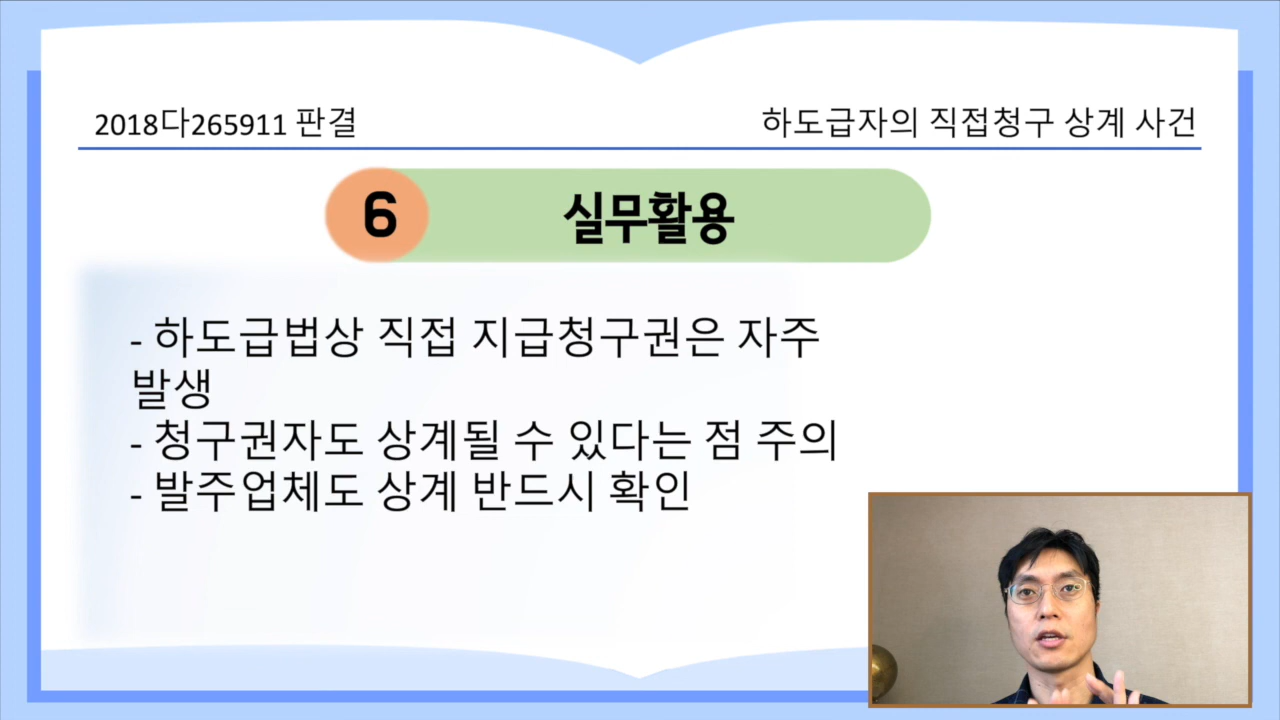 2018다265911 판결
하도급자의 직접청구 상계 사건
6
실무활용
- 하도급법상 직접 지급청구권은 자주
발생
- 청구권자도 상계될 수 있다는 점 주의
- 발주업체도 상계 반드시 확인